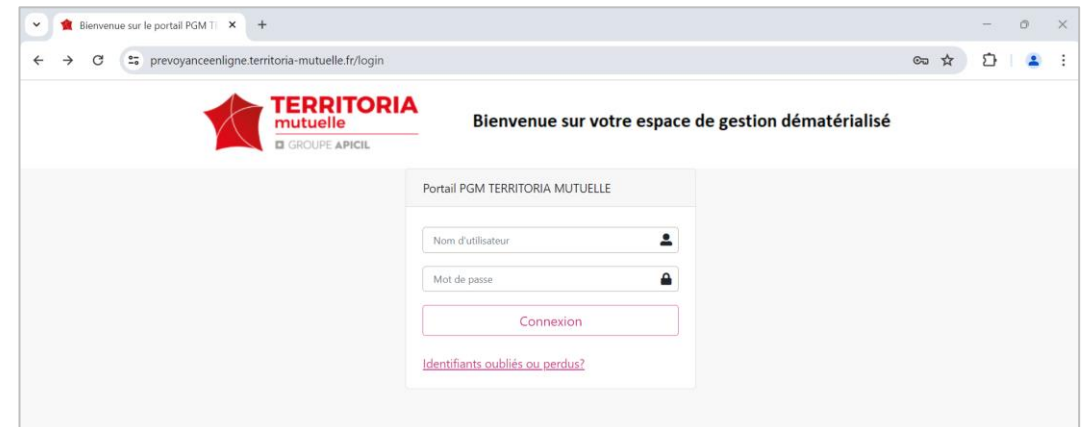 Bienvenue sur le portail PGM T
prevoyanceenligne.territoria-mutuelle.fr/login
TERRITORIA
mutuelle
GROUPE APICIL
Bienvenue sur votre espace de gestion dématérialisé
Portail PGM TERRITORIA MUTUELLE
Nom d'utilisateur
Mot de passe
Connexion
Identifiants oubliés ou perdus?